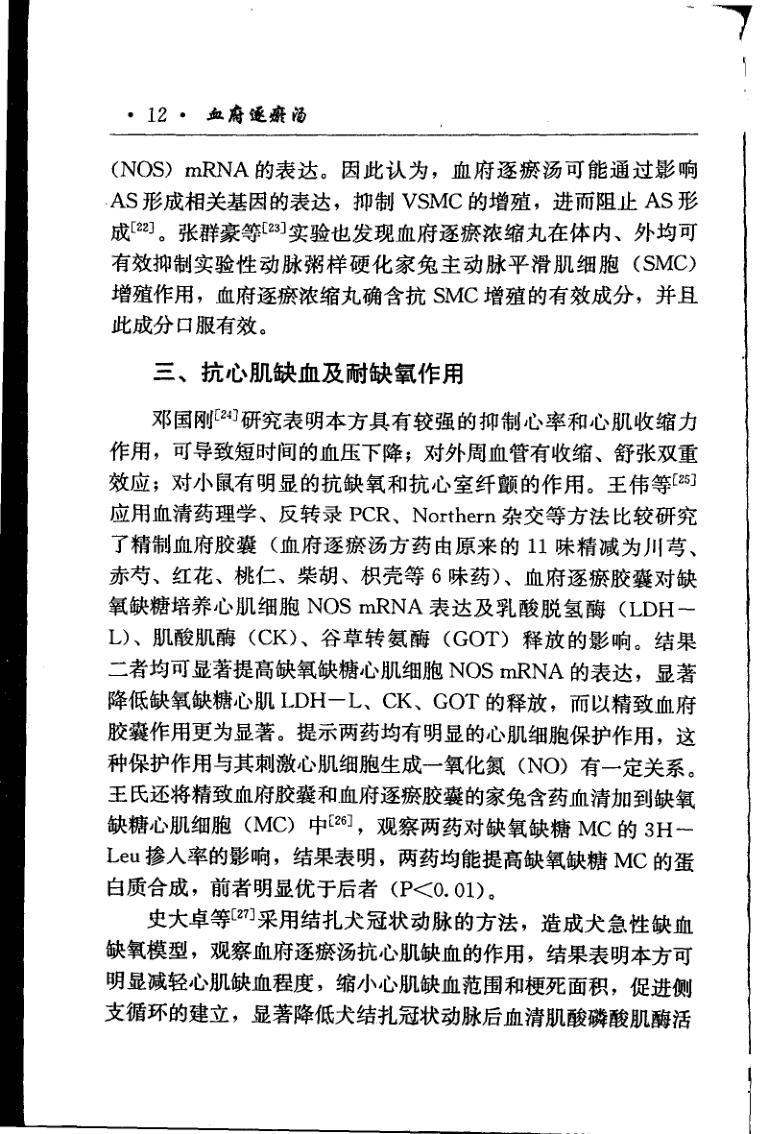 · 12 · 血府逐瘀汤
(NOS) mRNA 的表达。因此认为，血府逐瘀汤可能通过影响
AS 形成相关基因的表达，抑制 VSMC 的增殖，进而阻止 AS 形
成[22]。张群豪等[23]实验也发现血府逐瘀浓缩丸在体内、外均可
有效抑制实验性动脉粥样硬化家兔主动脉平滑肌细胞（SMC）
增殖作用，血府逐瘀浓缩丸确含抗 SMC 增殖的有效成分，并且
此成分口服有效。
三、抗心肌缺血及耐缺氧作用
邓国刚[24]研究表明本方具有较强的抑制心率和心肌收缩力
作用，可导致短时间的血压下降；对外周血管有收缩、舒张双重
效应；对小鼠有明显的抗缺氧和抗心室纤颤的作用。王伟等[25]
应用血清药理学、反转录 PCR、Northern 杂交等方法比较研究
了精制血府胶囊（血府逐瘀汤方药由原来的 11 味精减为川芎、
赤芍、红花、桃仁、柴胡、枳壳等 6 味药）、血府逐瘀胶囊对缺
氧缺糖培养心肌细胞 NOS mRNA 表达及乳酸脱氢酶（LDH－
L）、肌酸肌酶（CK）、谷草转氨酶（GOT）释放的影响。结果
二者均可显著提高缺氧缺糖心肌细胞 NOS mRNA 的表达，显著
降低缺氧缺糖心肌 LDH－L、CK、GOT 的释放，而以精致血府
胶囊作用更为显著。提示两药均有明显的心肌细胞保护作用，这
种保护作用与其刺激心肌细胞生成一氧化氮（NO）有一定关系。
王氏还将精致血府胶囊和血府逐瘀胶囊的家兔含药血清加到缺氧
缺糖心肌细胞（MC）中[26]，观察两药对缺氧缺糖 MC 的 3H－
Leu 掺入率的影响，结果表明，两药均能提高缺氧缺糖 MC 的蛋
白质合成，前者明显优于后者（P<0.01）。
史大卓等[27]采用结扎犬冠状动脉的方法，造成犬急性缺血
缺氧模型，观察血府逐瘀汤抗心肌缺血的作用，结果表明本方可
明显减轻心肌缺血程度，缩小心肌缺血范围和梗死面积，促进侧
支循环的建立，显著降低犬结扎冠状动脉后血清肌酸磷酸肌酶活